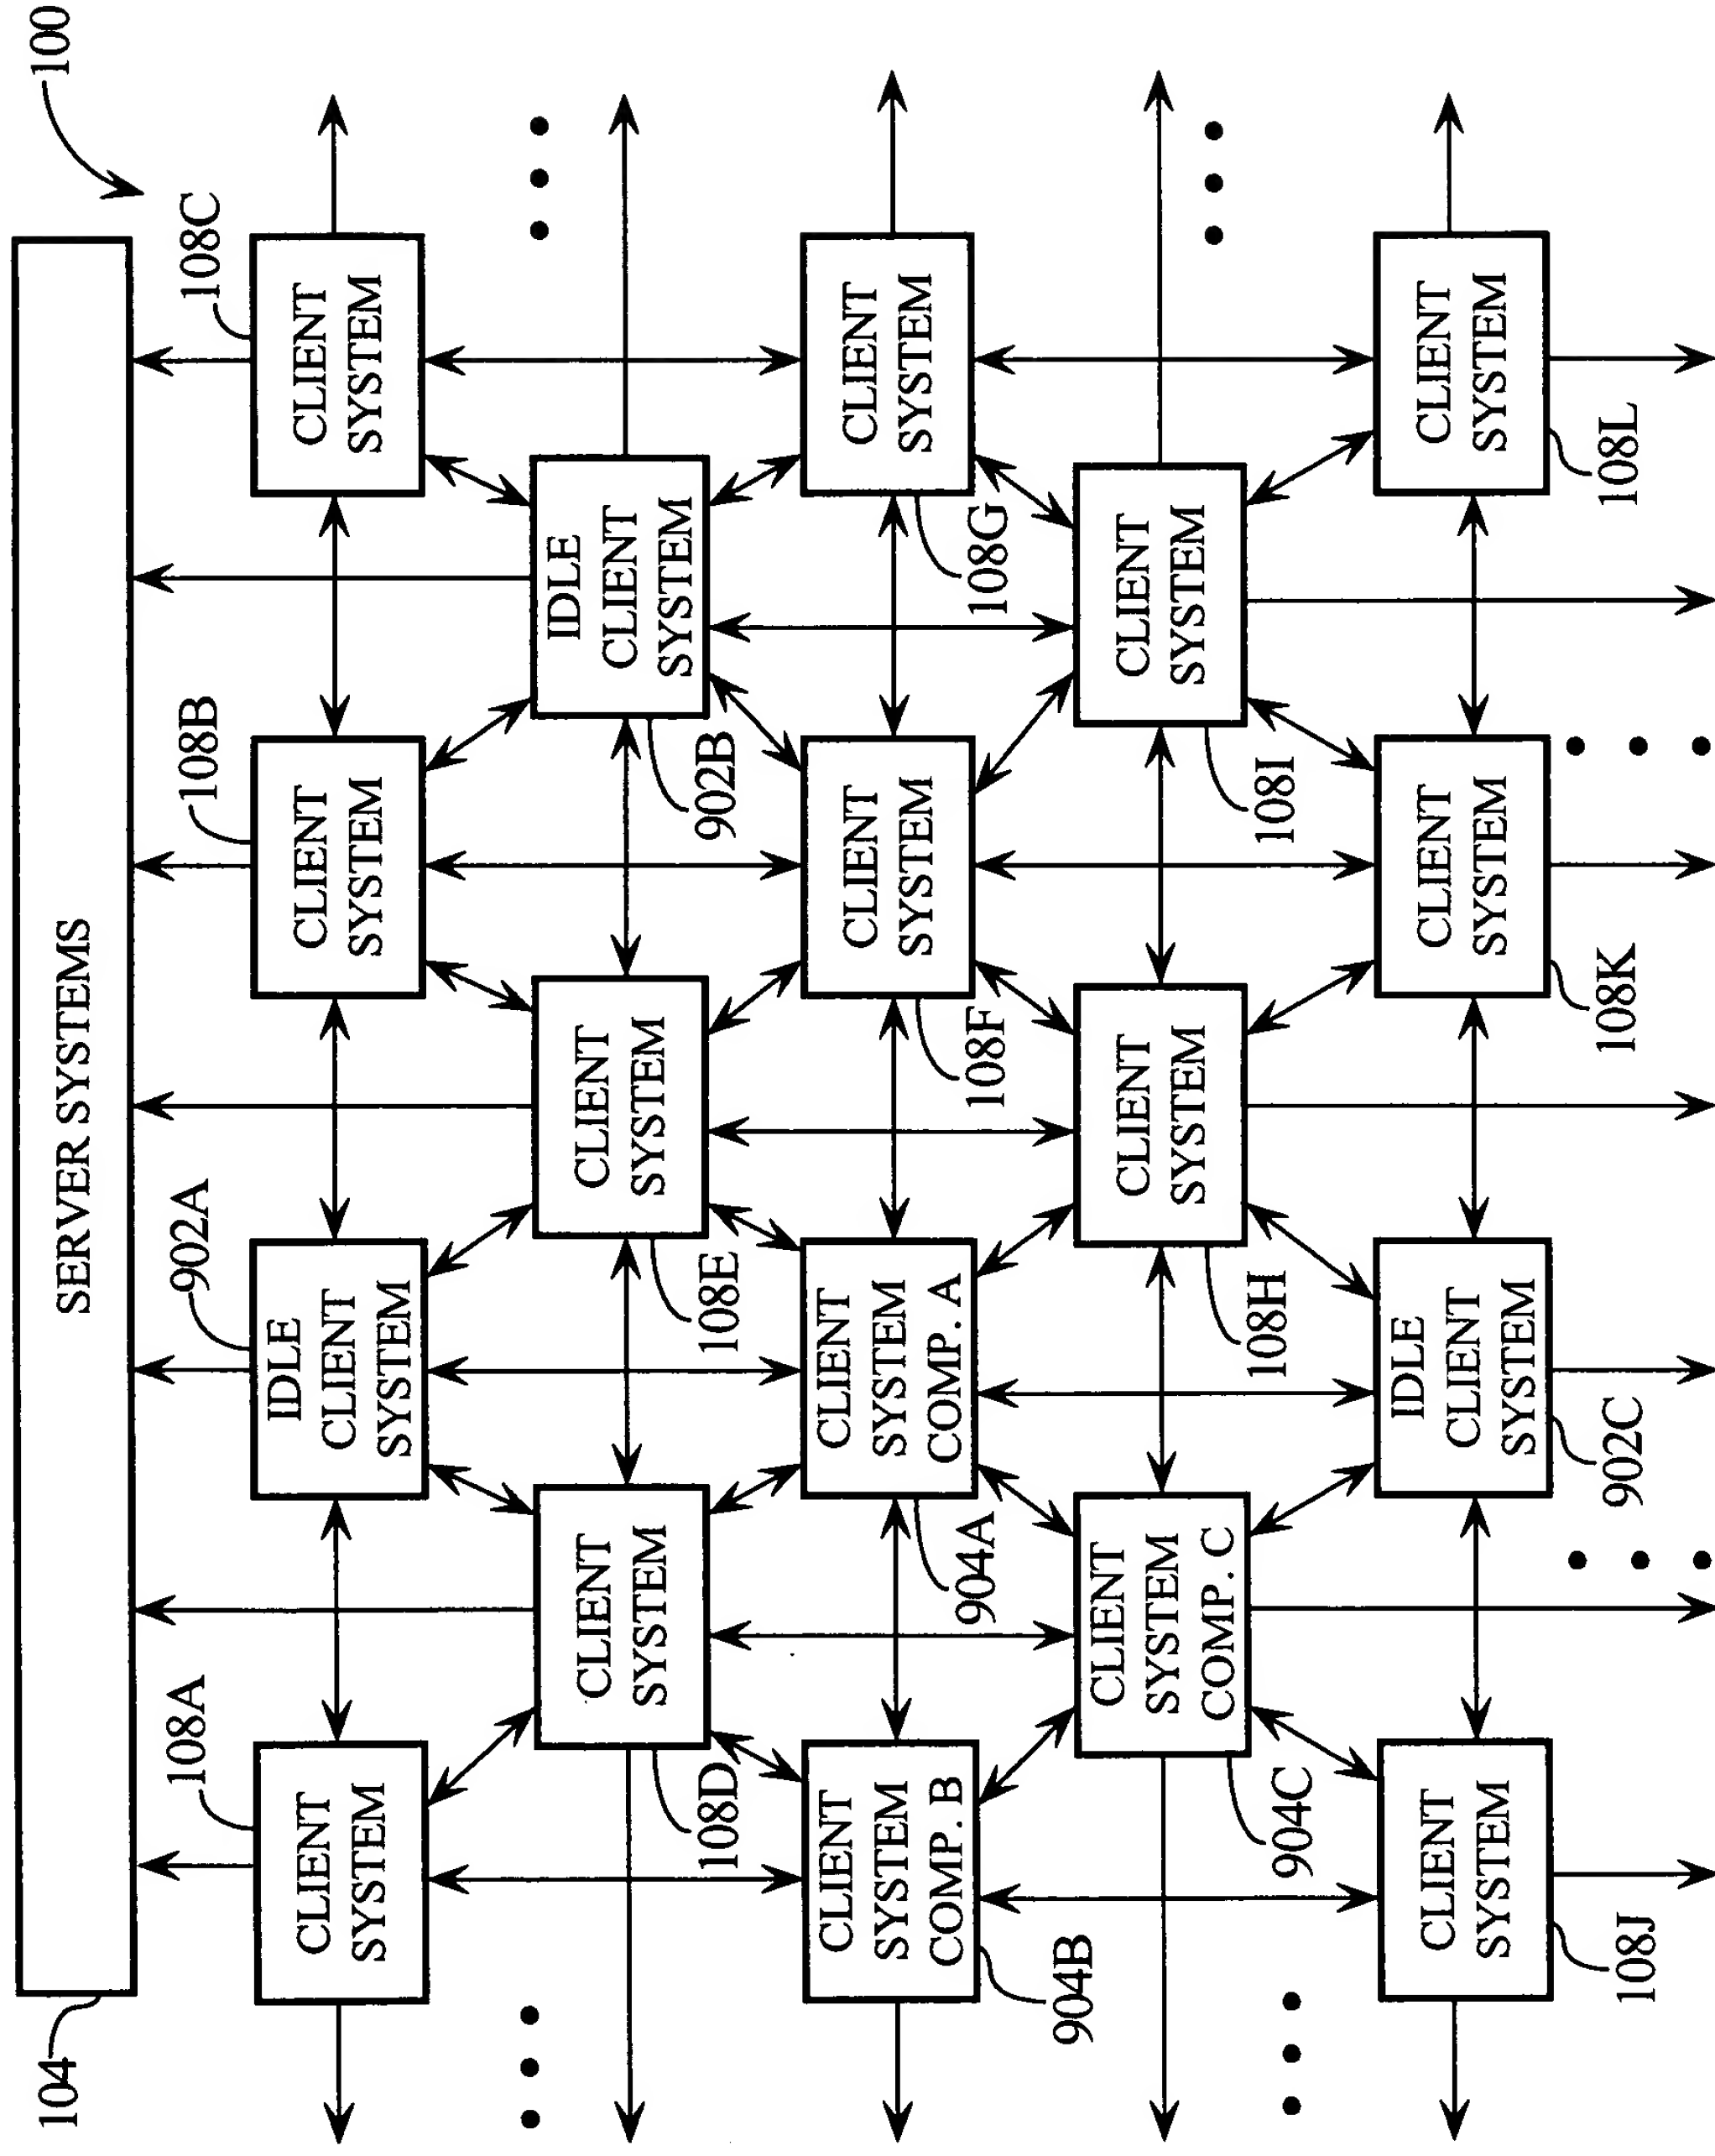 100
104
SERVER SYSTEMS
108A
CLIENT
SYSTEM
902A
IDLE
CLIENT
SYSTEM
108B
CLIENT
SYSTEM
108C
CLIENT
SYSTEM
CLIENT
SYSTEM
108D
CLIENT
SYSTEM
108E
IDLE
CLIENT
SYSTEM
902B
CLIENT
SYSTEM
COMP. B
904B
CLIENT
SYSTEM
COMP. A
904A
CLIENT
SYSTEM
108F
CLIENT
SYSTEM
108G
CLIENT
SYSTEM
COMP. C
904C
CLIENT
SYSTEM
108H
CLIENT
SYSTEM
108I
CLIENT
SYSTEM
108J
IDLE
CLIENT
SYSTEM
902C
CLIENT
SYSTEM
108K
CLIENT
SYSTEM
108L